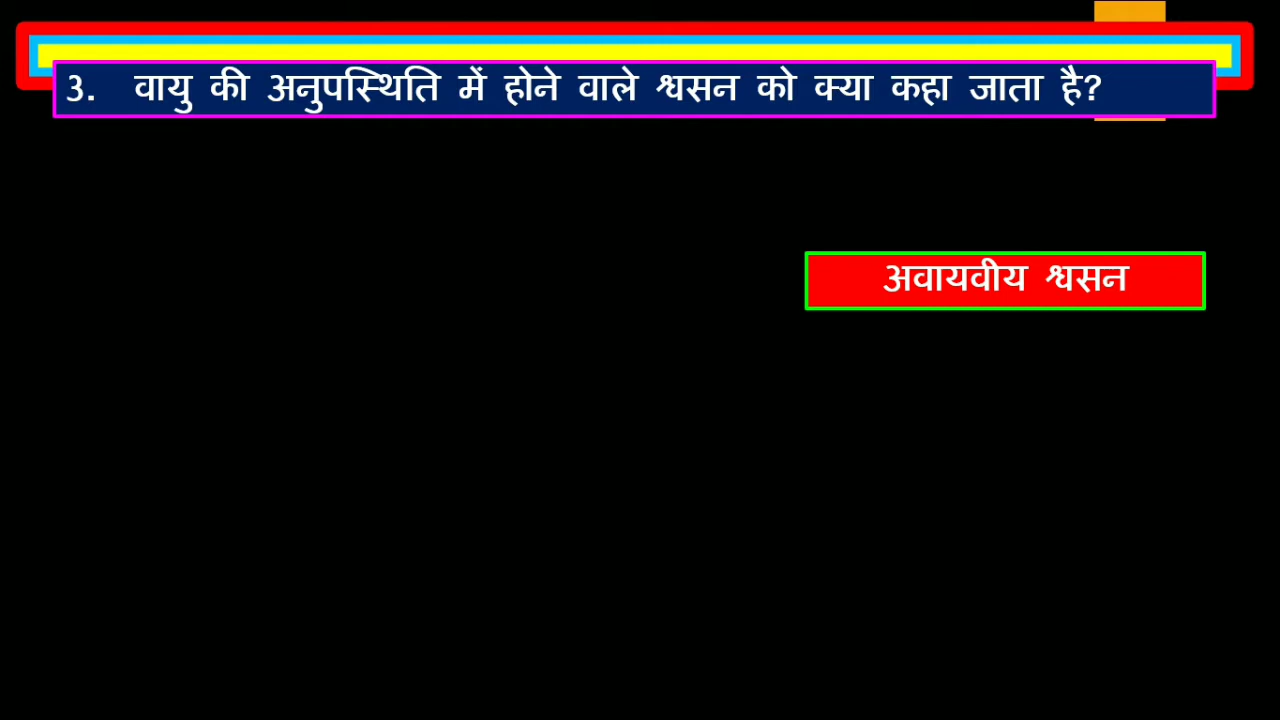 3. वायु की अनुपस्थिति में होने वाले श्वसन को क्या कहा जाता है?
अवायवीय श्वसन